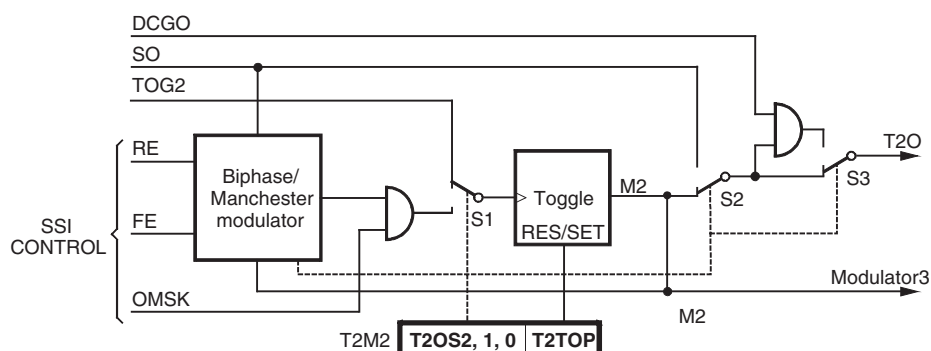 DCGO
SO
TOG2
RE
Biphase/
Manchester
modulator
T2O
S3
M2
S2
S1
Toggle
RES/SET
SSI
CONTROL
FE
OMSK
Modulator3
M2
T2M2 T2OS2, 1, 0 T2TOP